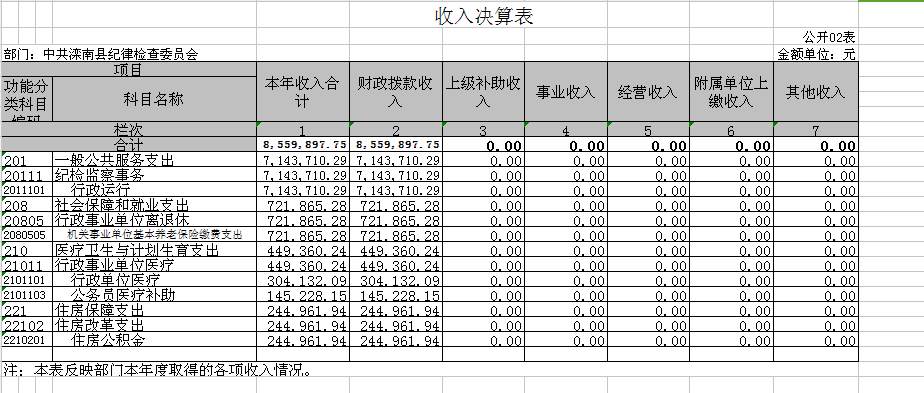 收入决算表
公开02表
部门：中共滦南县纪律检查委员会 金额单位：元
项目 本年收入合计 财政拨款收入 上级补助收入 事业收入 经营收入 附属单位上缴收入 其他收入
功能分类科目编码 科目名称
栏次 1 2 3 4 5 6 7
合计 8,559,897.75 8,559,897.75 0.00 0.00 0.00 0.00 0.00
201 一般公共服务支出 7,143,710.29 7,143,710.29 0.00 0.00 0.00 0.00 0.00
20111 纪检监察事务 7,143,710.29 7,143,710.29 0.00 0.00 0.00 0.00 0.00
2011101 行政运行 7,143,710.29 7,143,710.29 0.00 0.00 0.00 0.00 0.00
208 社会保障和就业支出 721,865.28 721,865.28 0.00 0.00 0.00 0.00 0.00
20805 行政事业单位离退休 721,865.28 721,865.28 0.00 0.00 0.00 0.00 0.00
2080505 机关事业单位基本养老保险缴费支出 721,865.28 721,865.28 0.00 0.00 0.00 0.00 0.00
210 医疗卫生与计划生育支出 449,360.24 449,360.24 0.00 0.00 0.00 0.00 0.00
21011 行政事业单位医疗 449,360.24 449,360.24 0.00 0.00 0.00 0.00 0.00
2101101 行政单位医疗 304,132.09 304,132.09 0.00 0.00 0.00 0.00 0.00
2101103 公务员医疗补助 145,228.15 145,228.15 0.00 0.00 0.00 0.00 0.00
221 住房保障支出 244,961.94 244,961.94 0.00 0.00 0.00 0.00 0.00
22102 住房改革支出 244,961.94 244,961.94 0.00 0.00 0.00 0.00 0.00
2210201 住房公积金 244,961.94 244,961.94 0.00 0.00 0.00 0.00 0.00
注：本表反映部门本年度取得的各项收入情况。